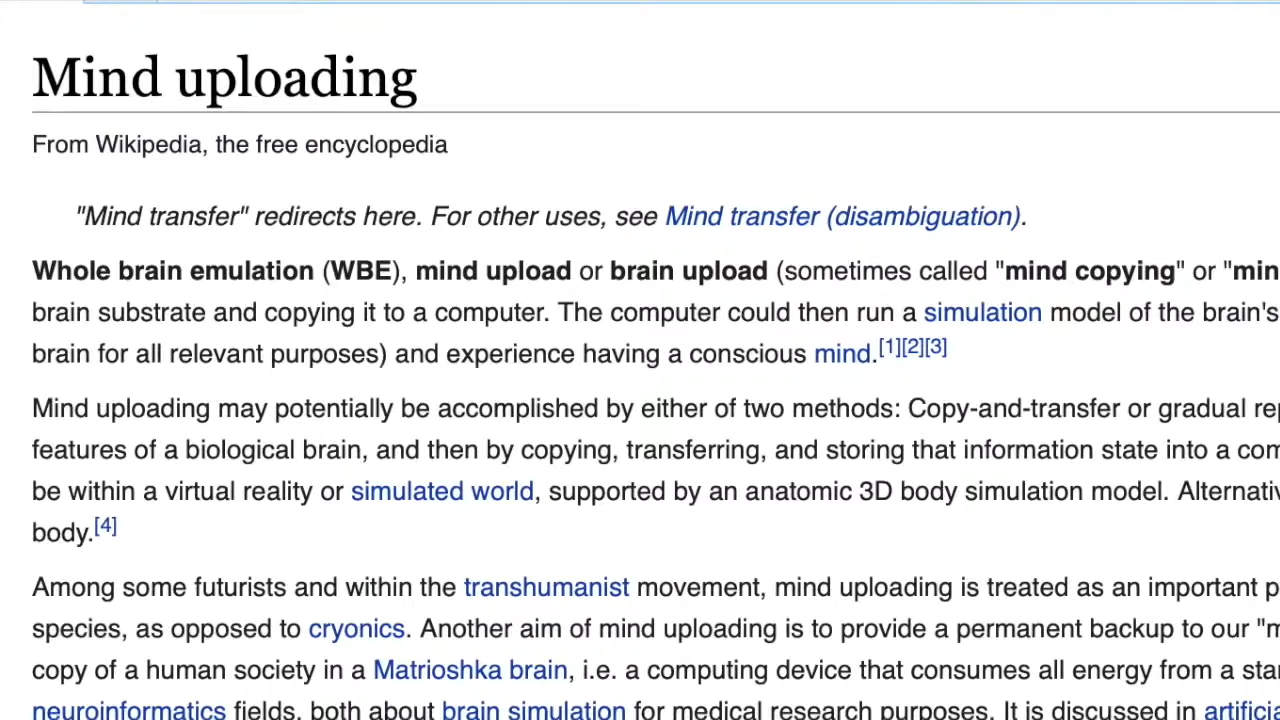 Mind uploading
From Wikipedia, the free encyclopedia
"Mind transfer" redirects here. For other uses, see Mind transfer (disambiguation).
Whole brain emulation (WBE), mind upload or brain upload (sometimes called "mind copying" or "
brain substrate and copying it to a computer. The computer could then run a simulation model of the brain's
brain for all relevant purposes) and experience having a conscious mind.[1][2][3]
Mind uploading may potentially be accomplished by either of two methods: Copy-and-transfer or gradual
features of a biological brain, and then by copying, transferring, and storing that information state into a
be within a virtual reality or simulated world, supported by an anatomic 3D body simulation model.
body.[4]
Among some futurists and within the transhumanist movement, mind uploading is treated as an important
species, as opposed to cryonics. Another aim of mind uploading is to provide a permanent backup to our "
copy of a human society in a Matrioshka brain, i.e. a computing device that consumes all energy from a
neuroinformatics fields, both about brain simulation for medical research purposes. It is discussed in